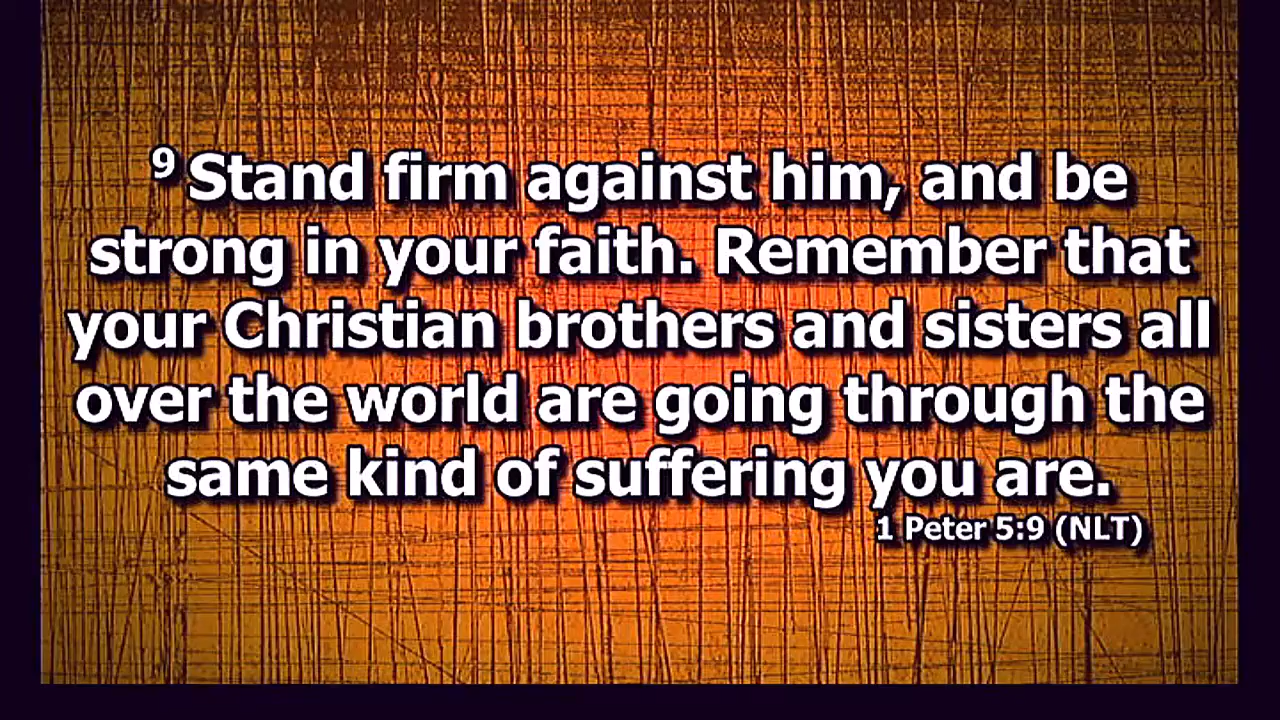 9 Stand firm against him, and be
strong in your faith. Remember that
your Christian brothers and sisters all
over the world are going through the
same kind of suffering you are.
1 Peter 5:9 (NLT)